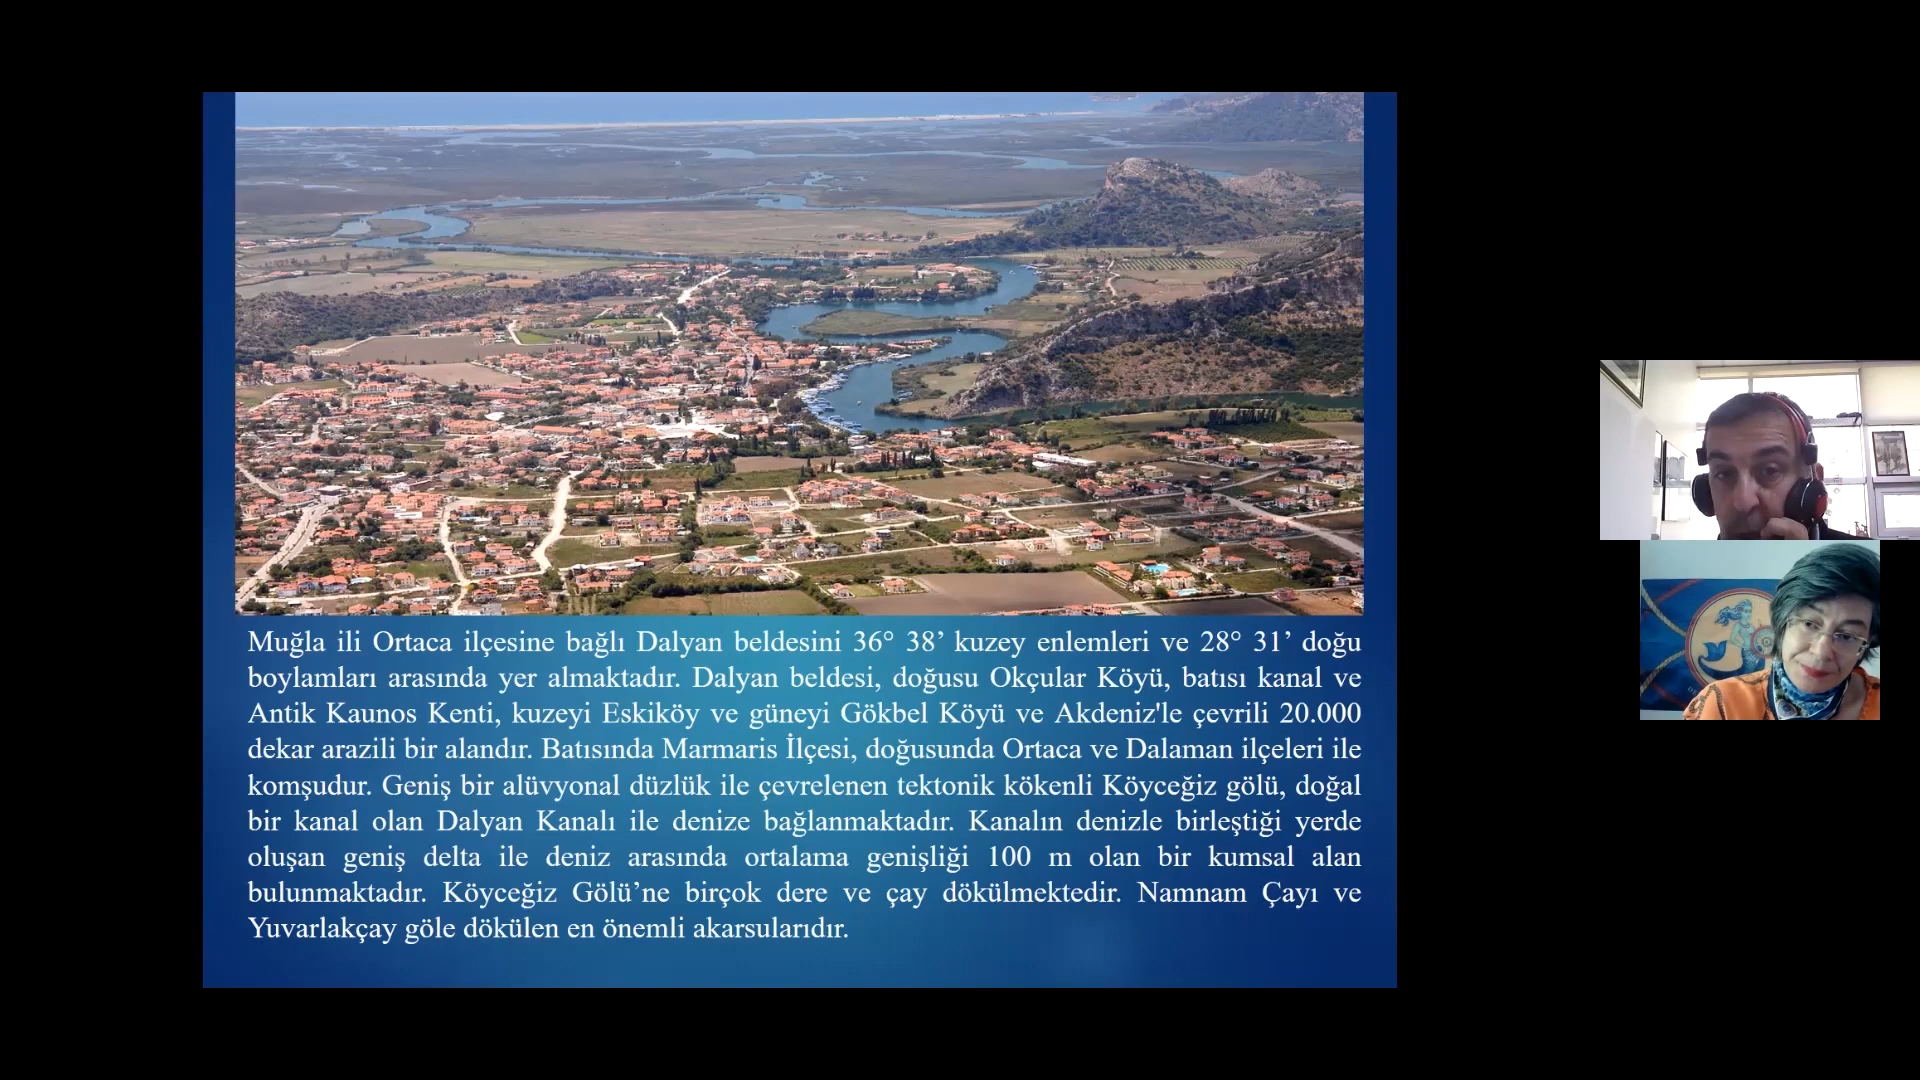 Muğla ili Ortaca ilçesine bağlı Dalyan beldesini 36° 38’ kuzey enlemleri ve 28° 31’ doğu
boylamları arasında yer almaktadır. Dalyan beldesi, doğusu Okçular Köyü, batısı kanal ve
Antik Kaunos Kenti, kuzeyi Eskiköy ve güneyi Gökbel Köyü ve Akdeniz'le çevrili 20.000
dekar arazili bir alandır. Batısında Marmaris İlçesi, doğusunda Ortaca ve Dalaman ilçeleri ile
komşudur. Geniş bir alüvyonal düzlük ile çevrelenen tektonik kökenli Köyceğiz gölü, doğal
bir kanal olan Dalyan Kanalı ile denize bağlanmaktadır. Kanalın denizle birleştiği yerde
oluşan geniş delta ile deniz arasında ortalama genişliği 100 m olan bir kumsal alan
bulunmaktadır. Köyceğiz Gölü’ne birçok dere ve çay dökülmektedir. Namnam Çayı ve
Yuvarlakçay göle dökülen en önemli akarsularıdır.